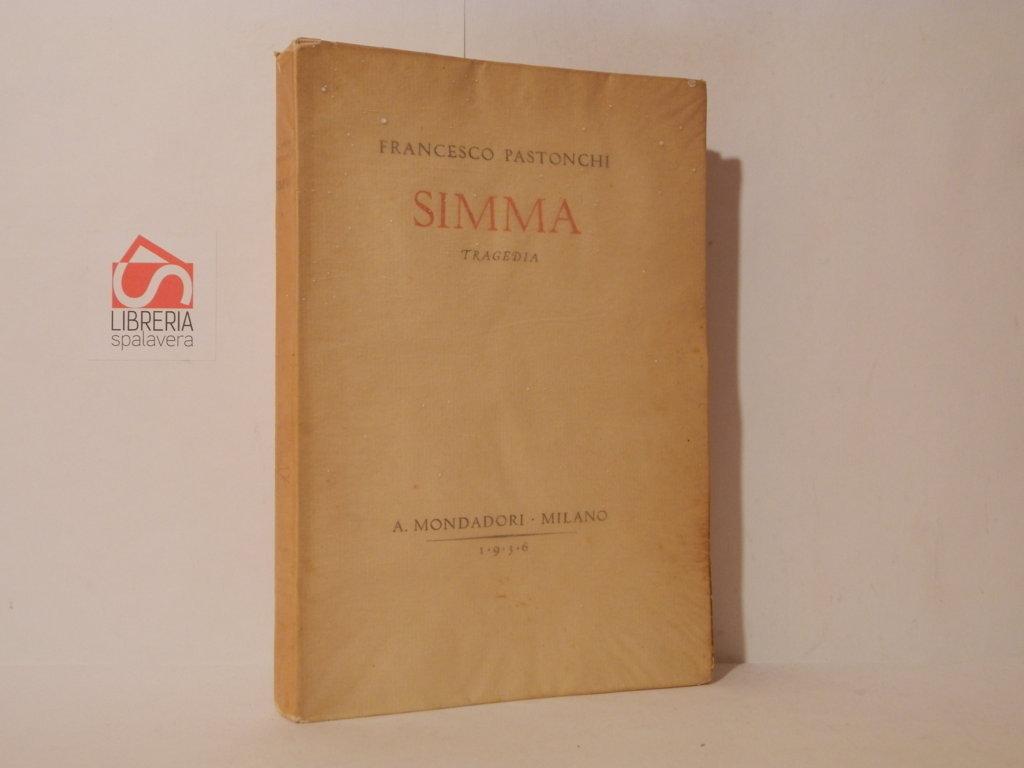 FRANCESCO PASTONCHI
SIMMA
TRAGEDIA
A. MONDADORI · MILANO
1·9·3·6
LIBRERIA
spalavera